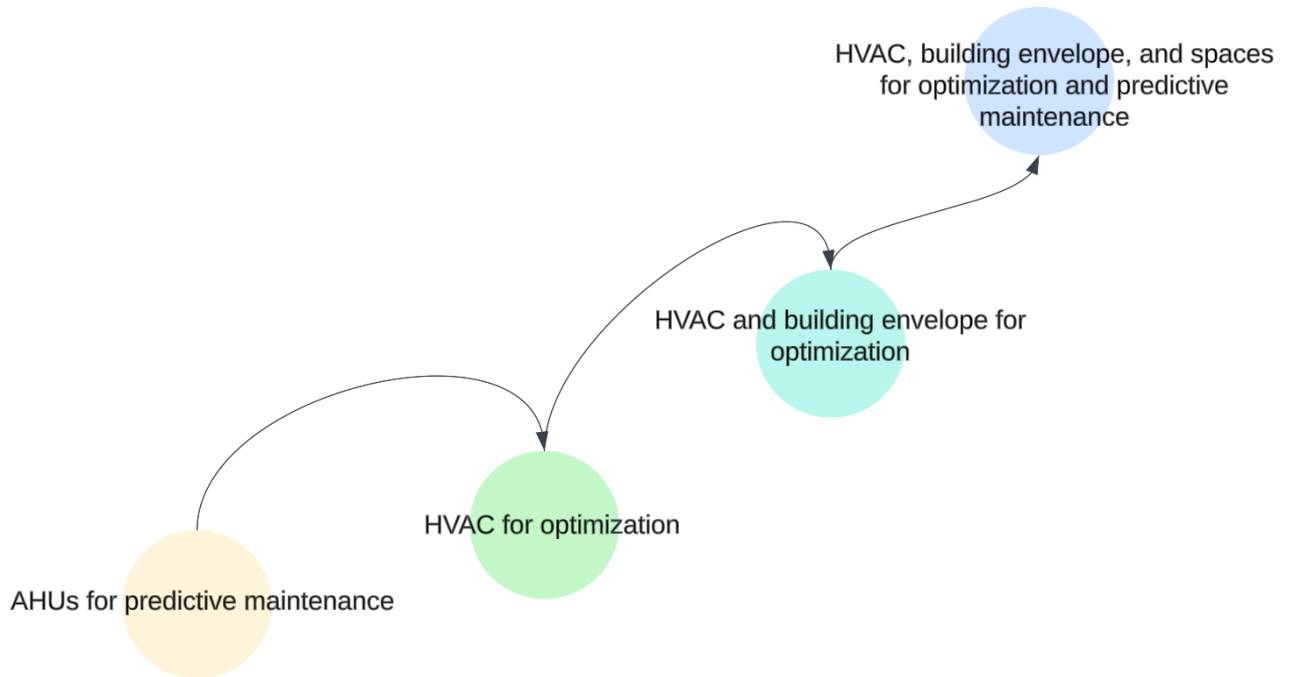 HVAC, building envelope, and spaces
for optimization and predictive
maintenance
HVAC and building envelope for
optimization
HVAC for optimization
AHUs for predictive maintenance